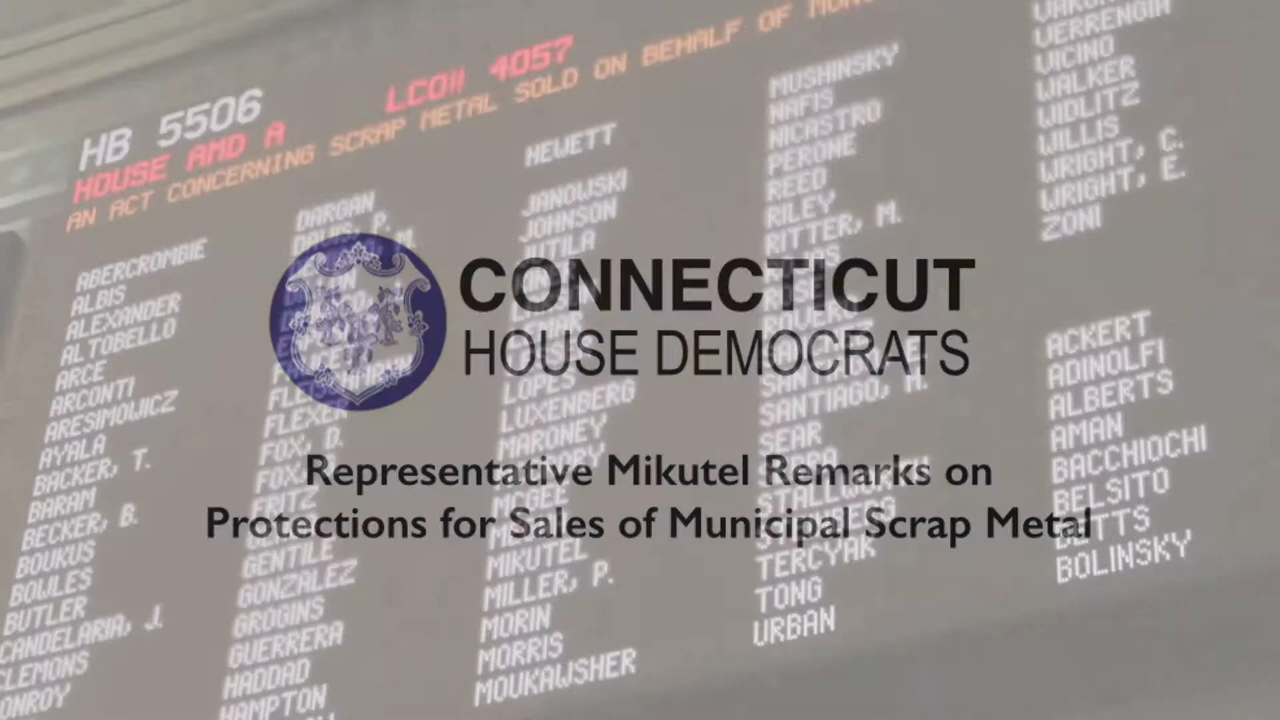 HB 5506
LCO# 4057
HOUSE AMD A
AN ACT CONCERNING SCRAP METAL SOLD ON BEHALF OF
ABERCROMBIE
ALBIS
ALEXANDER
ALTOBELLO
ARCE
ARCONTI
ARESIMOWICZ
AYALA
BACKER, T.
BARAM
BECKER, B.
BOUKUS
BOWLES
BUTLER
CANDELARIA, J.
CLEMONS
DARGAN
FOX, D.
GENTILE
GONZALEZ
GROGINS
GUERRERA
HADDAD
HAMPTON
HEWETT
JANOWSKI
JOHNSON
JUTILA
LOPES
LUXENBERG
MARONEY
MCGEE
MIKUTEL
MILLER, P.
MORIN
MORRIS
MOUKAWSHER
MUSHINSKY
NAFIS
NICASTRO
PERONE
REED
RILEY
RITTER, M.
SANTIAGO, H.
SEAR
TERCYAK
TONG
URBAN
VERRENGIA
VICINO
WALKER
WIDLITZ
WILLIS
WRIGHT, C.
WRIGHT, E.
ZONI
ACKERT
ADINOLFI
ALBERTS
AMAN
BACCHIOCHI
BELSITO
BETTS
BOLINSKY
CONNECTICUT
HOUSE DEMOCRATS
Representative Mikutel Remarks on
Protections for Sales of Municipal Scrap Metal